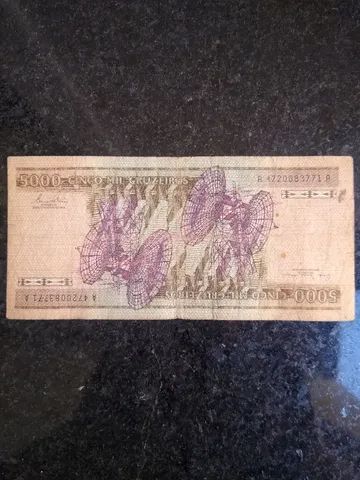 5000 CINCO MIL CRUZEIROS
A 4720083771 A
A 4720083771 A
CINCO MIL CRUZEIROS 5000